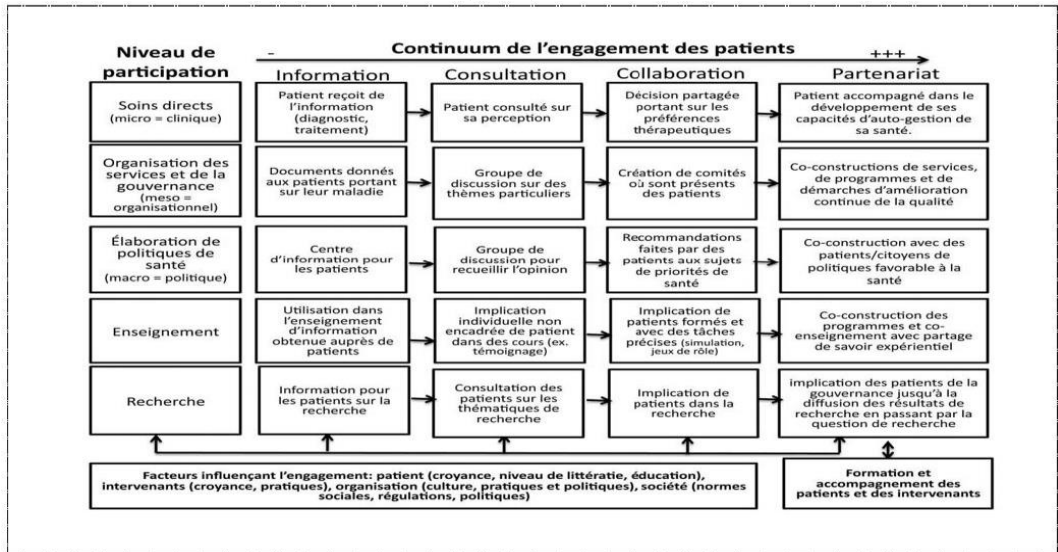 Niveau de
participation
-
Continuum de l'engagement des patients
+++
Information
Consultation
Collaboration
Partenariat
Soins directs
(micro = clinique)
Patient reçoit de
l'information
(diagnostic,
traitement)
Patient consulté sur
sa perception
Décision partagée
portant sur les
préférences
thérapeutiques
Patient accompagné dans le
développement de ses
capacités d'auto-gestion de
sa santé.
Organisation des
services et de la
gouvernance
(meso =
organisationnel)
Documents donnés
aux patients portant
sur leur maladie
Groupe de
discussion sur des
thèmes particuliers
Création de comités
où sont présents
des patients
Co-constructions de services,
de programmes et de
démarches d'amélioration
continue de la qualité
Élaboration de
politiques de
santé
(macro = politique)
Centre
d'information pour
les patients
Groupe de
discussion pour
recueillir l'opinion
Recommandations
faites par des
patients aux sujets
de priorités de
santé
Co-construction avec des
patients/citoyens de
politiques favorable à la
santé
Enseignement
Utilisation dans
l'enseignement
d'information
obtenue auprès de
patients
Implication
individuelle non
encadrée de patient
dans des cours (ex.
témoignage)
Implication de
patients formés et
avec des tâches
précises (simulation,
jeux de rôle)
Co-construction des
programmes et co-
enseignement avec partage
de savoir expérientiel
Recherche
Information pour
les patients sur la
recherche
Consultation des
patients sur les
thématiques de
recherche
Implication de
patients dans la
recherche
implication des patients de la
gouvernance jusqu'à la
diffusion des résultats de
recherche en passant par la
question de recherche
Facteurs influençant l'engagement: patient (croyance, niveau de littératie, éducation),
intervenants (croyance, pratiques), organisation (culture, pratiques et politiques), société (normes
sociales, régulations, politiques)
Formation et
accompagnement des
patients et des intervenants